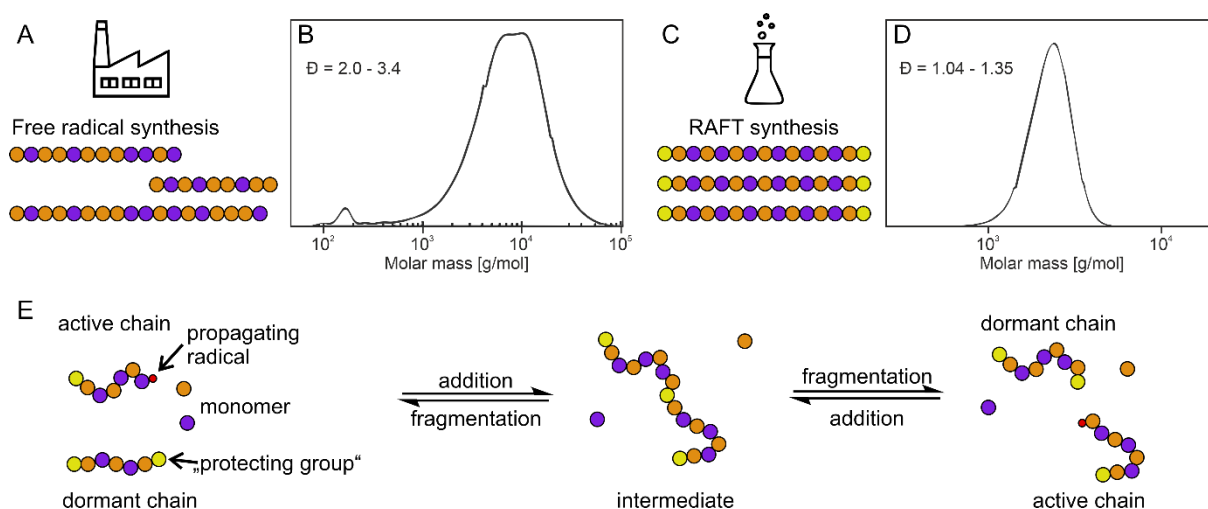 A
Free radical synthesis
B
Đ = 2.0 - 3.4
10² 10³ 10⁴ 10⁵
Molar mass [g/mol]
C
RAFT synthesis
D
Đ = 1.04 - 1.35
10³ 10⁴
Molar mass [g/mol]
E
active chain
propagating
radical
monomer
„protecting group“
dormant chain
addition
fragmentation
intermediate
fragmentation
addition
dormant chain
active chain